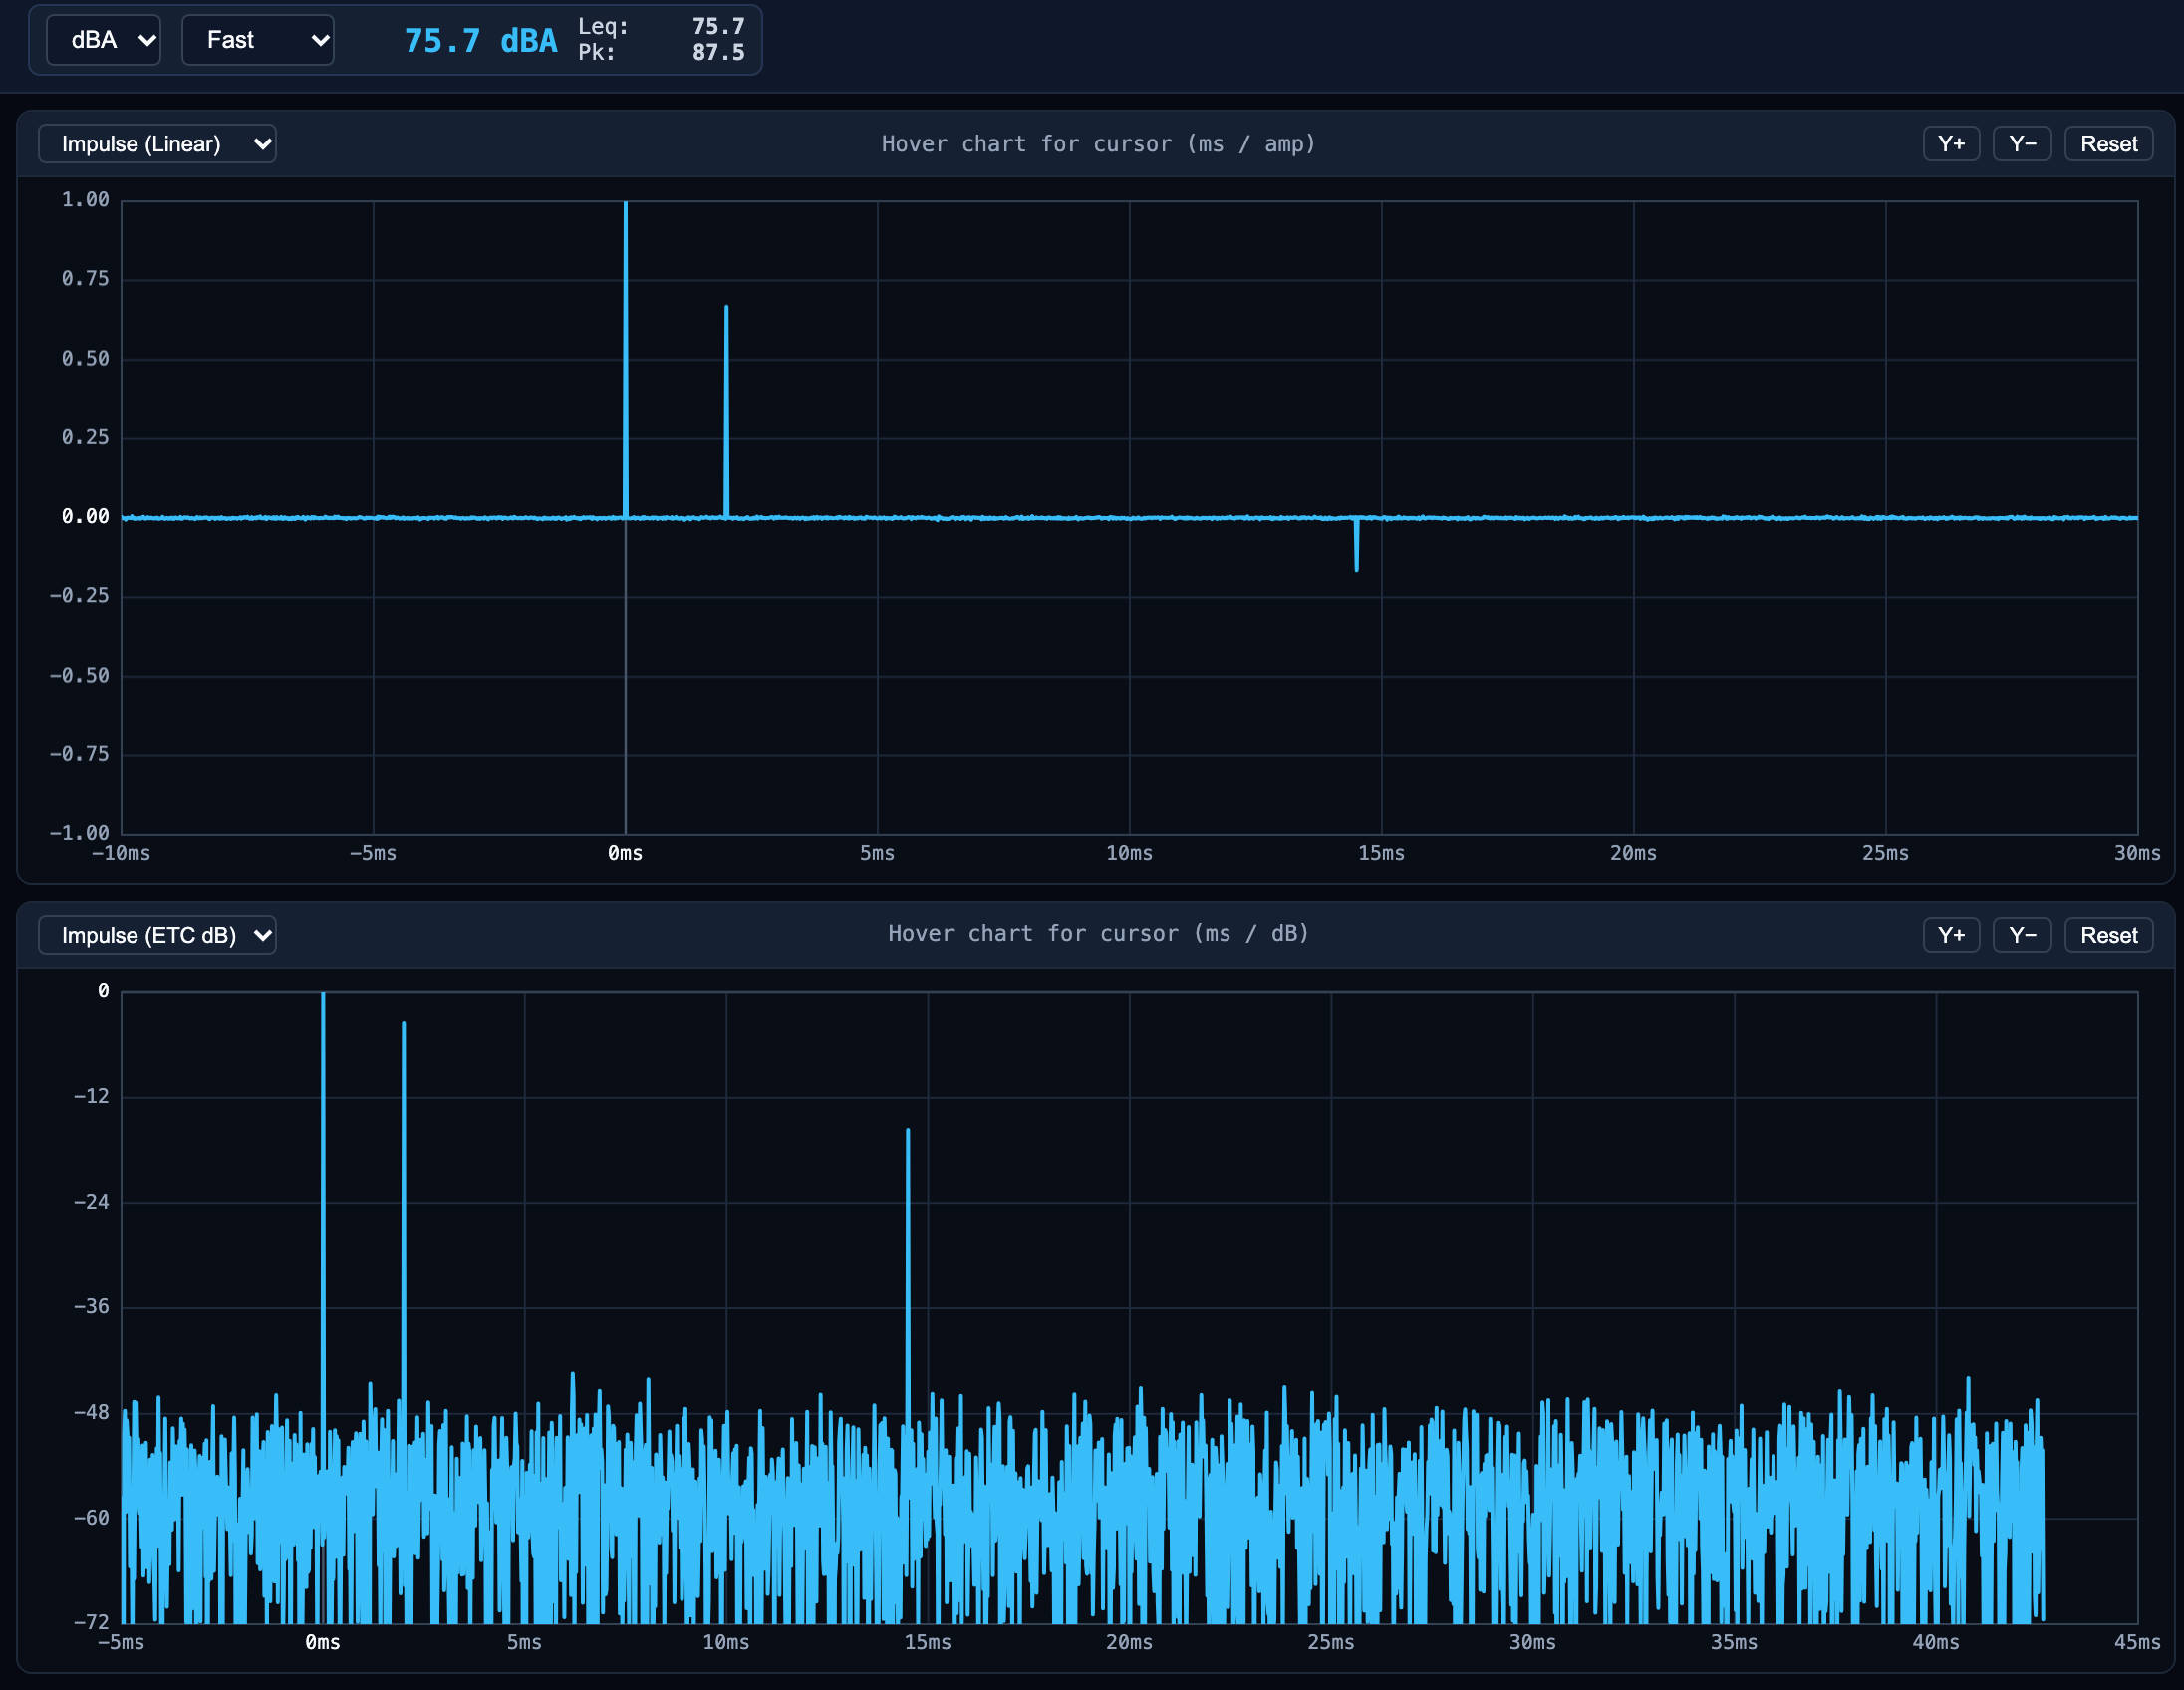 dBA
Fast
75.7 dBA
Leq: 75.7
Pk: 87.5
Impulse (Linear)
Hover chart for cursor (ms / amp)
Y+
Y−
Reset
1.00
0.75
0.50
0.25
0.00
−0.25
−0.50
−0.75
−1.00
−10ms −5ms 0ms 5ms 10ms 15ms 20ms 25ms 30ms
Impulse (ETC dB)
Hover chart for cursor (ms / dB)
Y+
Y−
Reset
0
−12
−24
−36
−48
−60
−72
−5ms 0ms 5ms 10ms 15ms 20ms 25ms 30ms 35ms 40ms 45ms